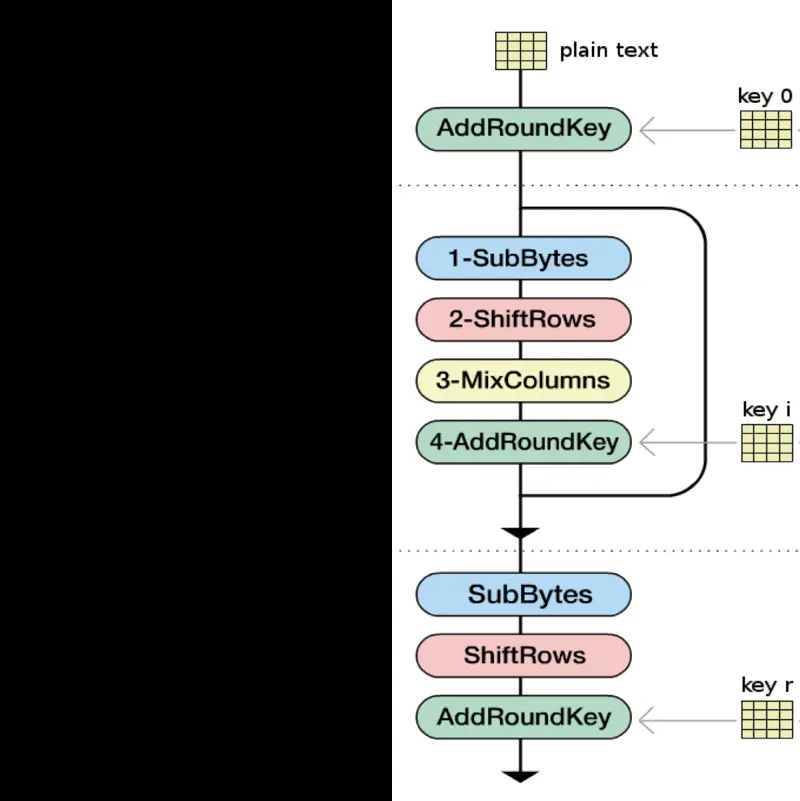 plain text
key 0
AddRoundKey
1-SubBytes
2-ShiftRows
3-MixColumns
key i
4-AddRoundKey
SubBytes
ShiftRows
key r
AddRoundKey